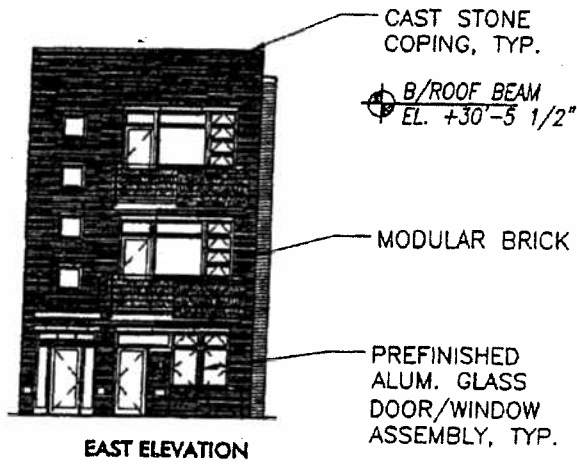 CAST STONE
COPING, TYP.
B/ROOF BEAM
EL. +30'-5 1/2"
MODULAR BRICK
PREFINISHED
ALUM. GLASS
DOOR/WINDOW
ASSEMBLY, TYP.
EAST ELEVATION